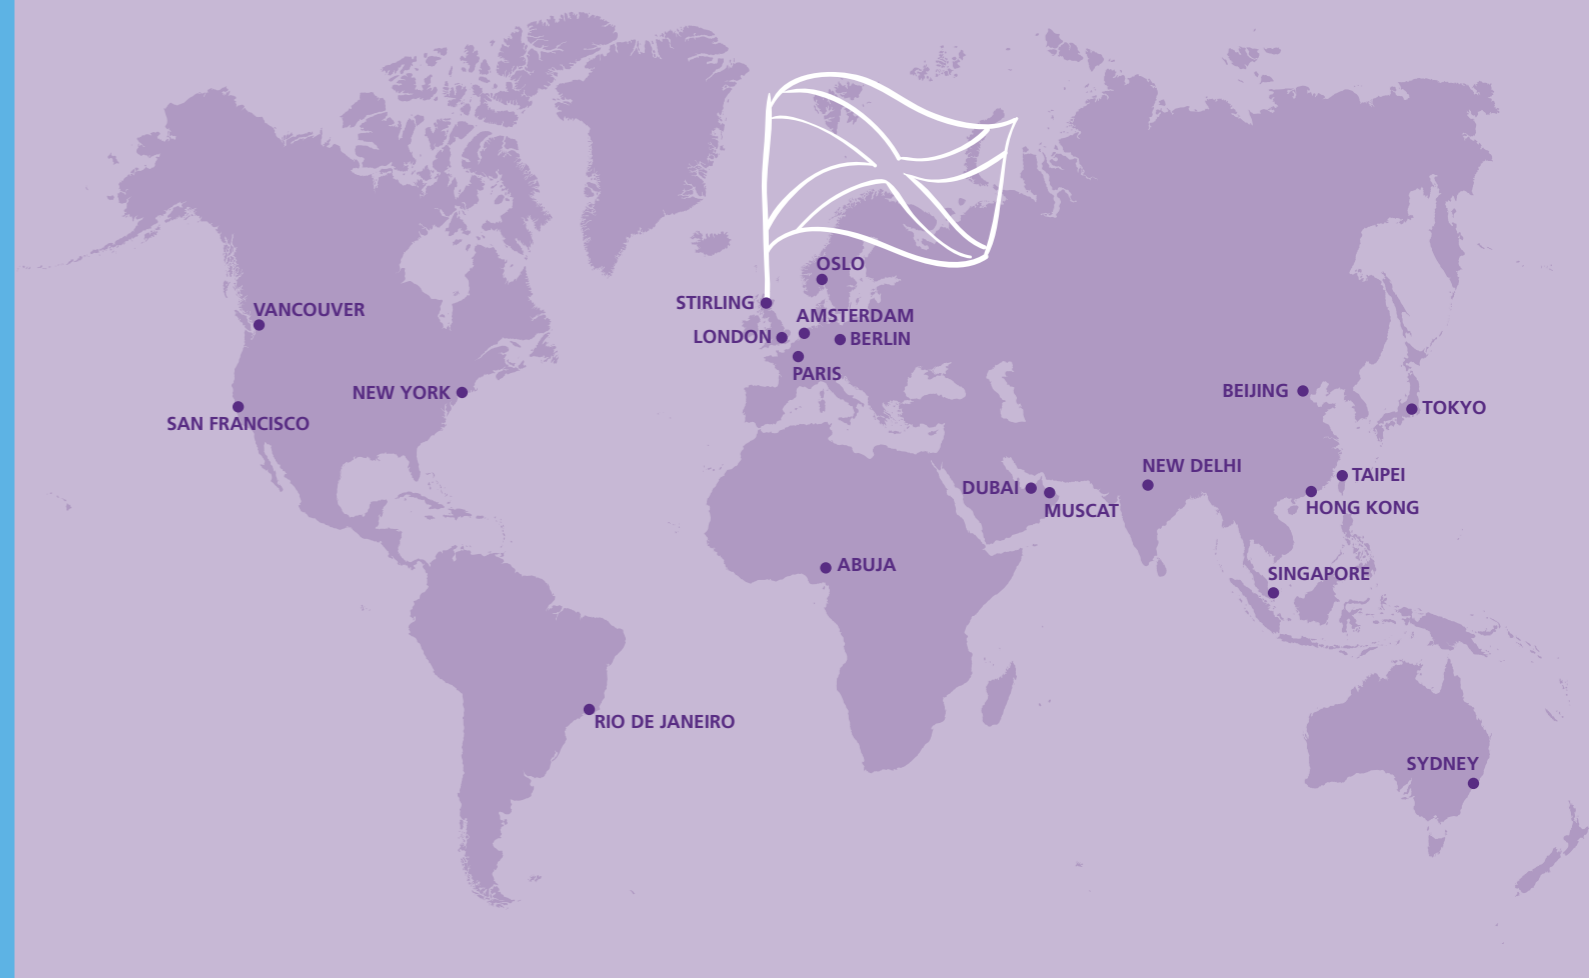 OSLO
STIRLING
VANCOUVER
AMSTERDAM
LONDON
BERLIN
PARIS
NEW YORK
BEIJING
TOKYO
SAN FRANCISCO
NEW DELHI
TAIPEI
DUBAI
MUSCAT
HONG KONG
ABUJA
SINGAPORE
RIO DE JANEIRO
SYDNEY